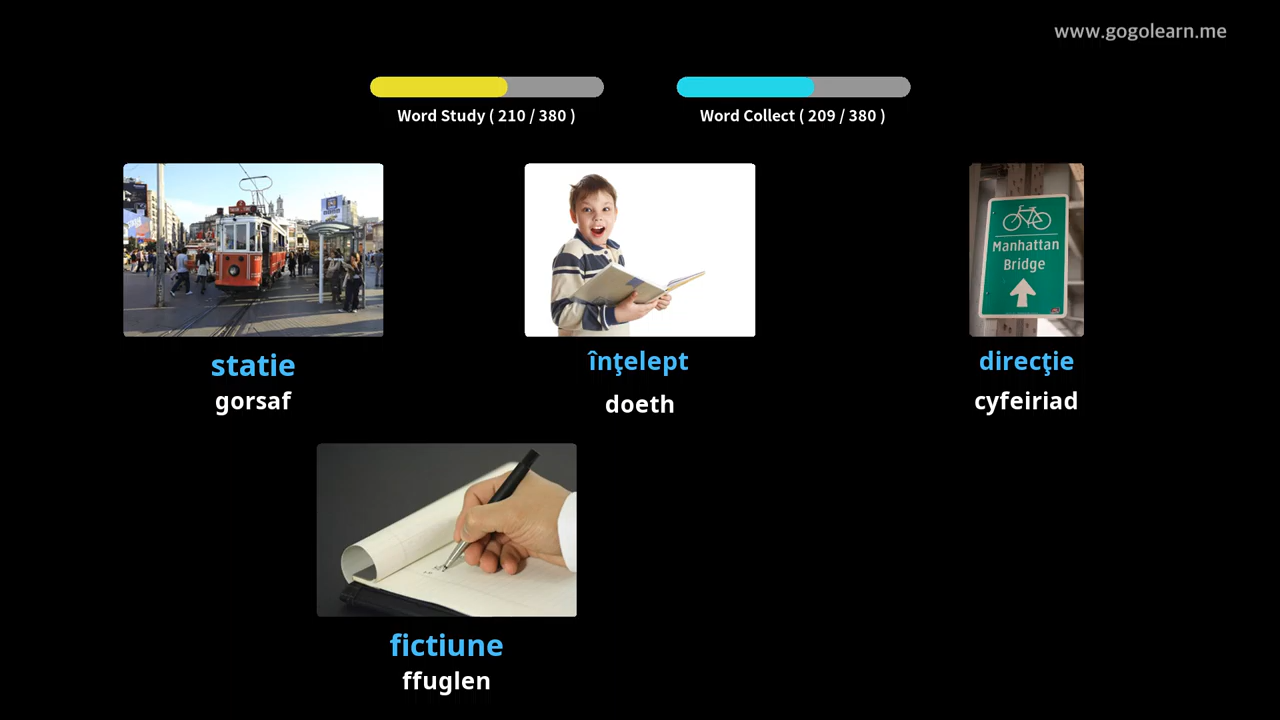 www.gogolearn.me
Word Study ( 210 / 380 )
Word Collect ( 209 / 380 )
Manhattan
Bridge
statie
gorsaf
înţelept
doeth
direcţie
cyfeiriad
fictiune
ffuglen